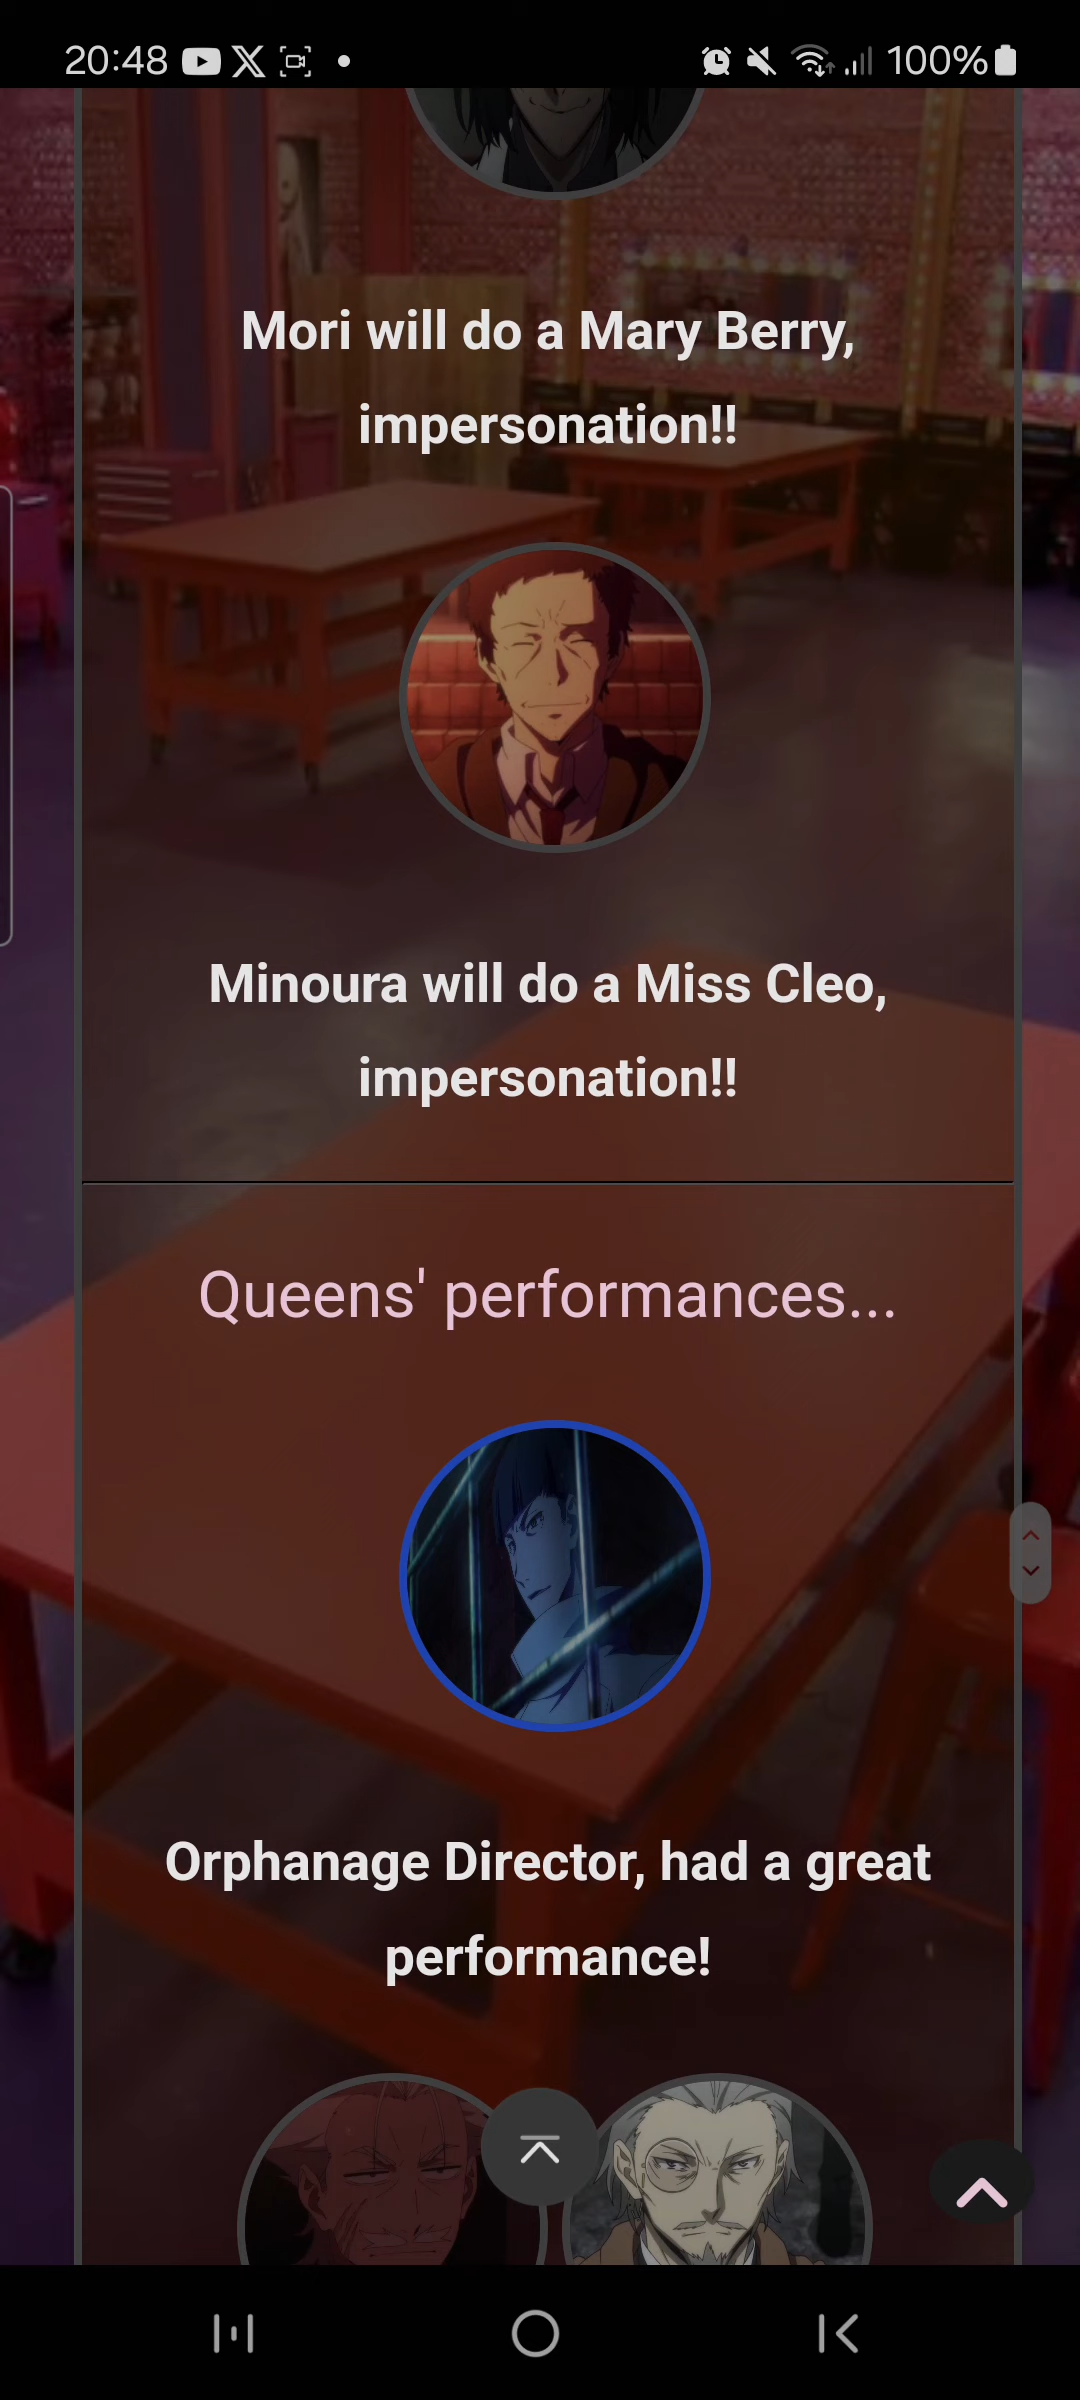 20:48
100%
Mori will do a Mary Berry,
impersonation!!
Minoura will do a Miss Cleo,
impersonation!!
Queens' performances...
Orphanage Director, had a great
performance!